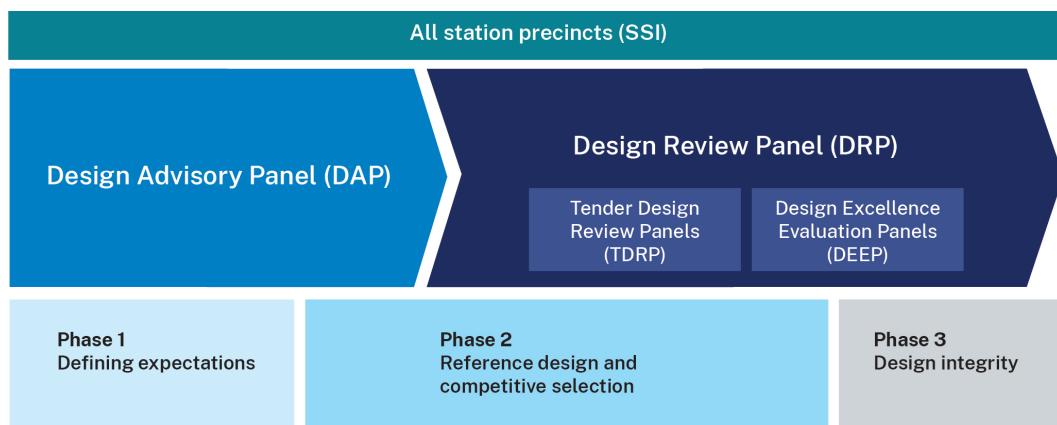 All station precincts (SSI)
Design Advisory Panel (DAP)
Design Review Panel (DRP)
Tender Design
Review Panels
(TDRP)
Design Excellence
Evaluation Panels
(DEEP)
Phase 1
Defining expectations
Phase 2
Reference design and
competitive selection
Phase 3
Design integrity